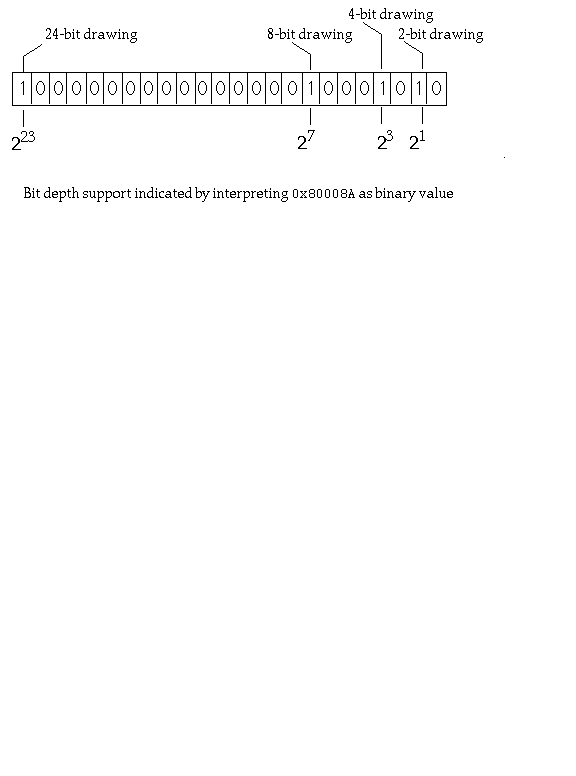 4-bit drawing
24-bit drawing 8-bit drawing 2-bit drawing
1 0 0 0 0 0 0 0 0 0 0 0 0 0 0 0 1 0 0 0 1 0 1 0
2^23 2^7 2^3 2^1
Bit depth support indicated by interpreting 0x80008A as binary value